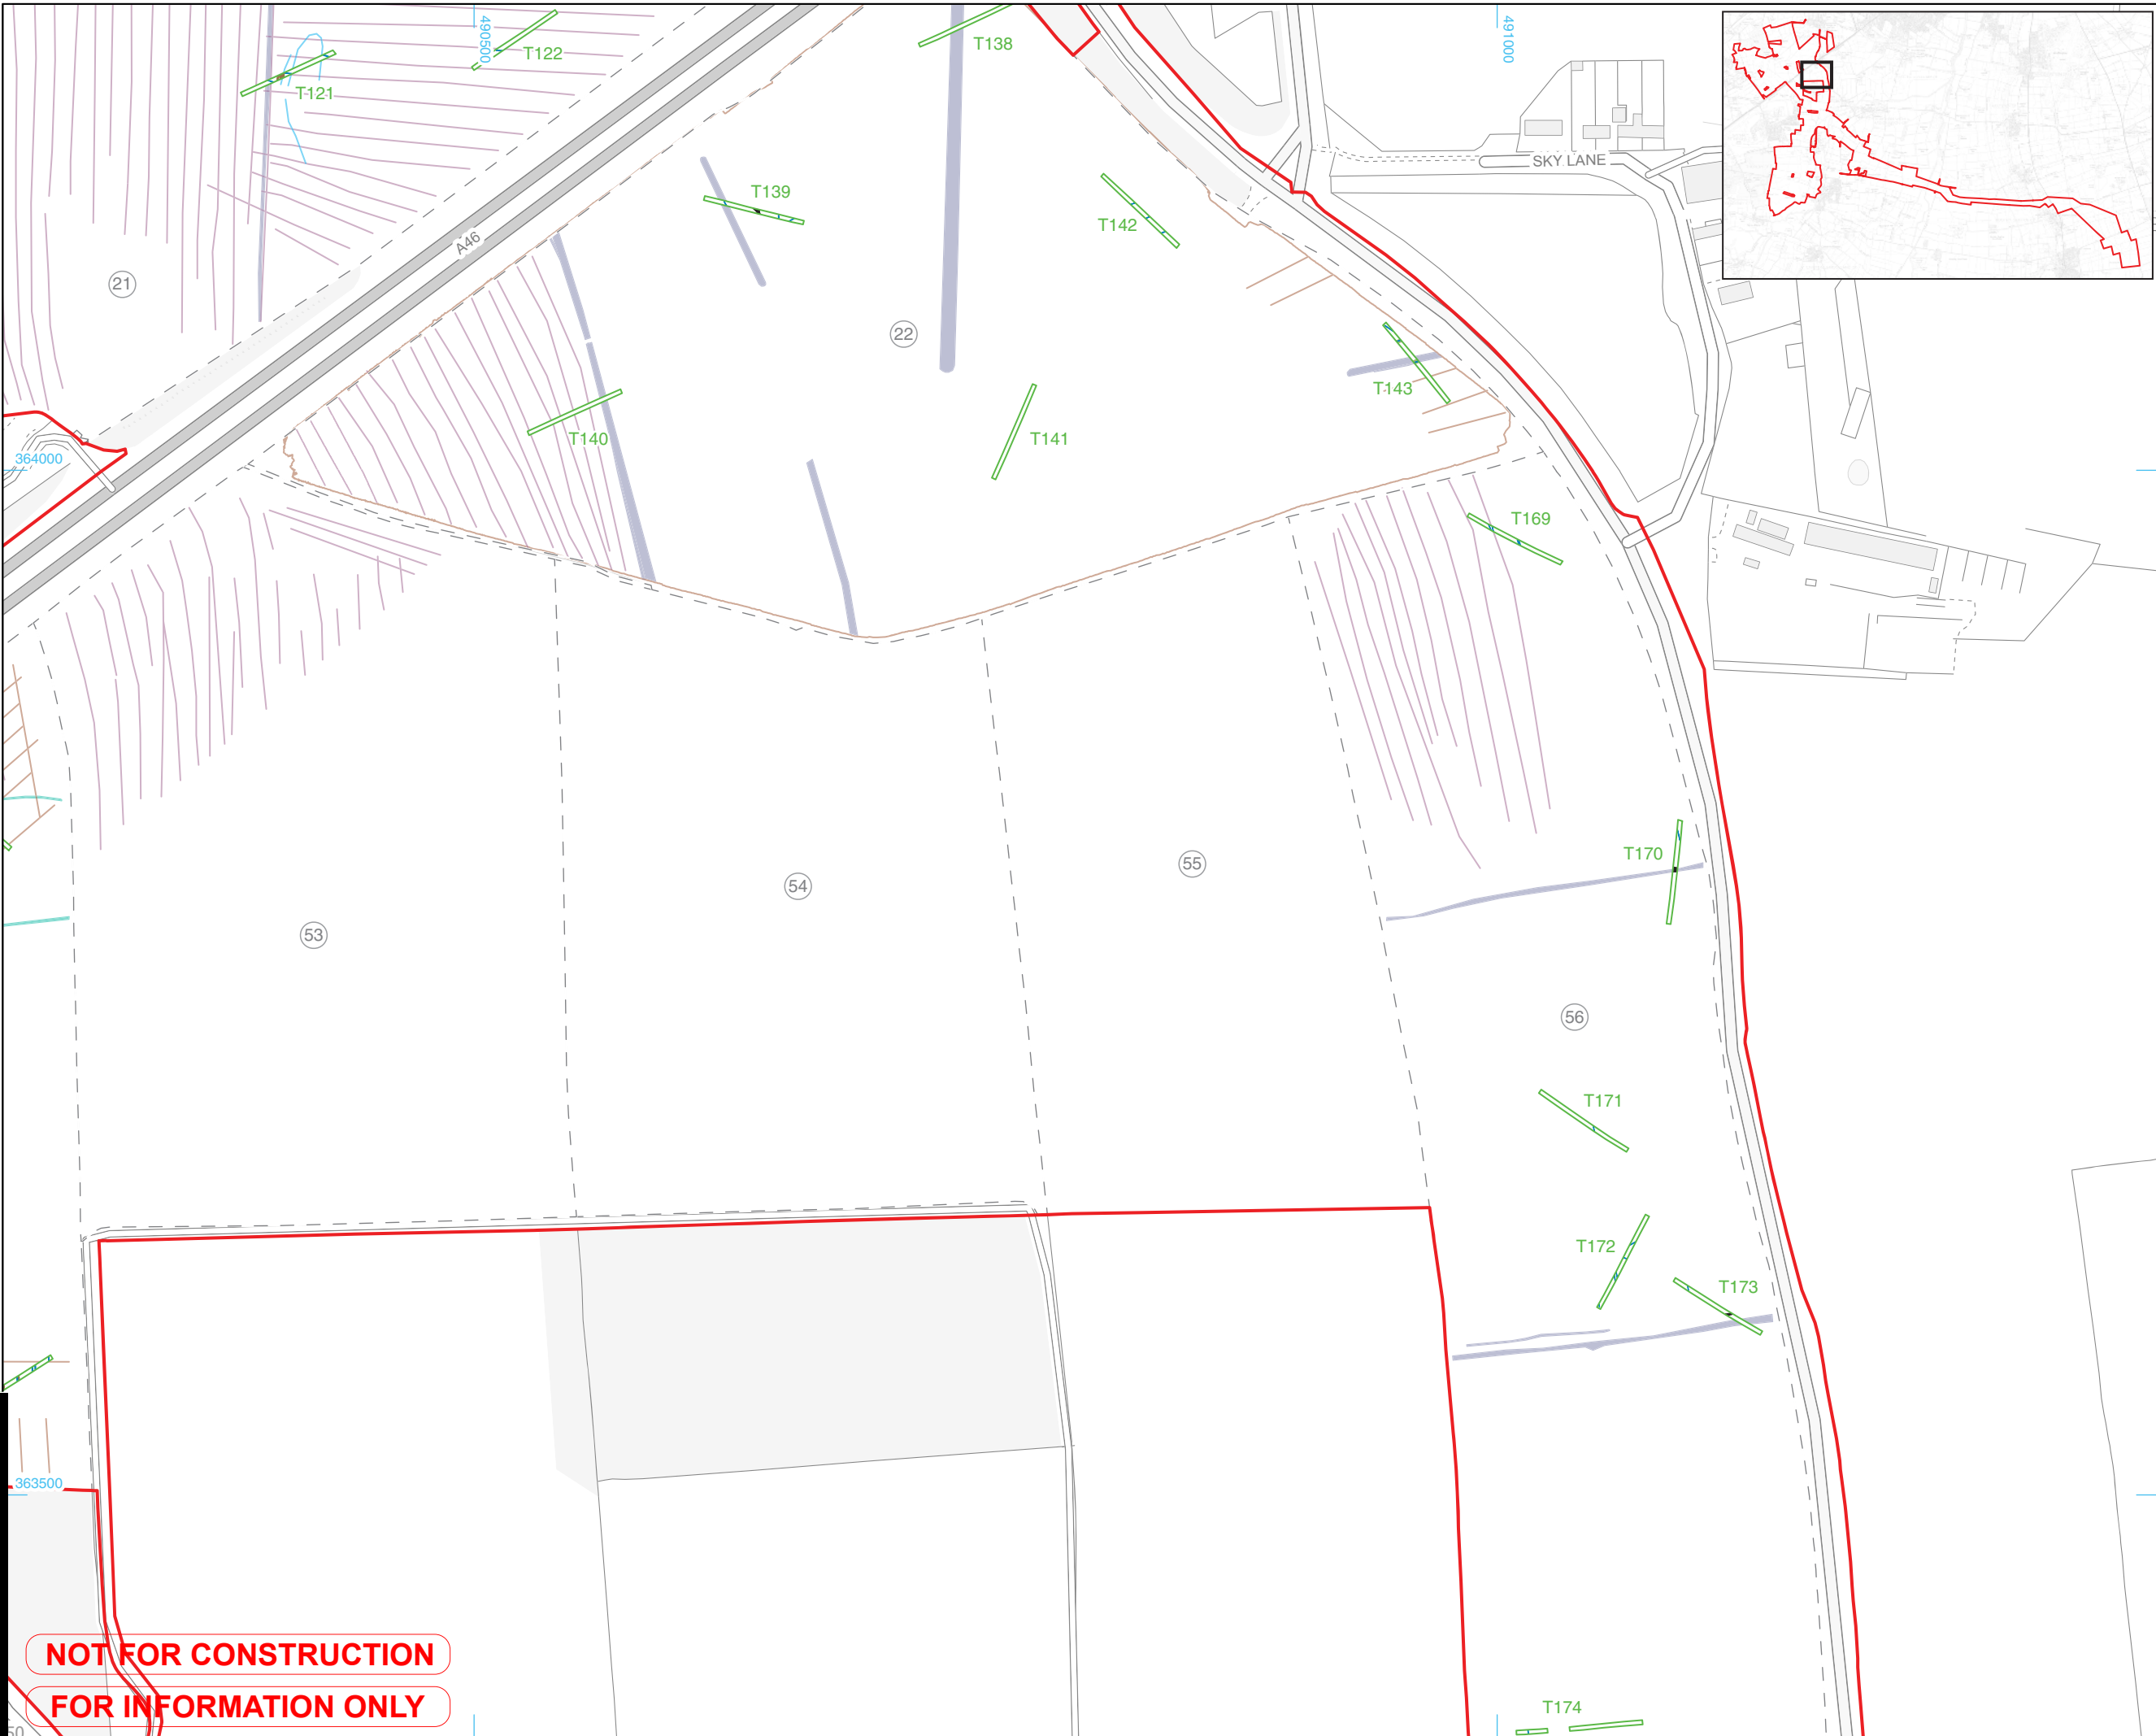 490500
491000
T122
T138
T121
SKY LANE
T139
T142
A46
21
22
T143
T140
T141
364000
T169
T170
55
54
53
56
T171
T172
T173
363500
NOT FOR CONSTRUCTION
FOR INFORMATION ONLY
T174
50